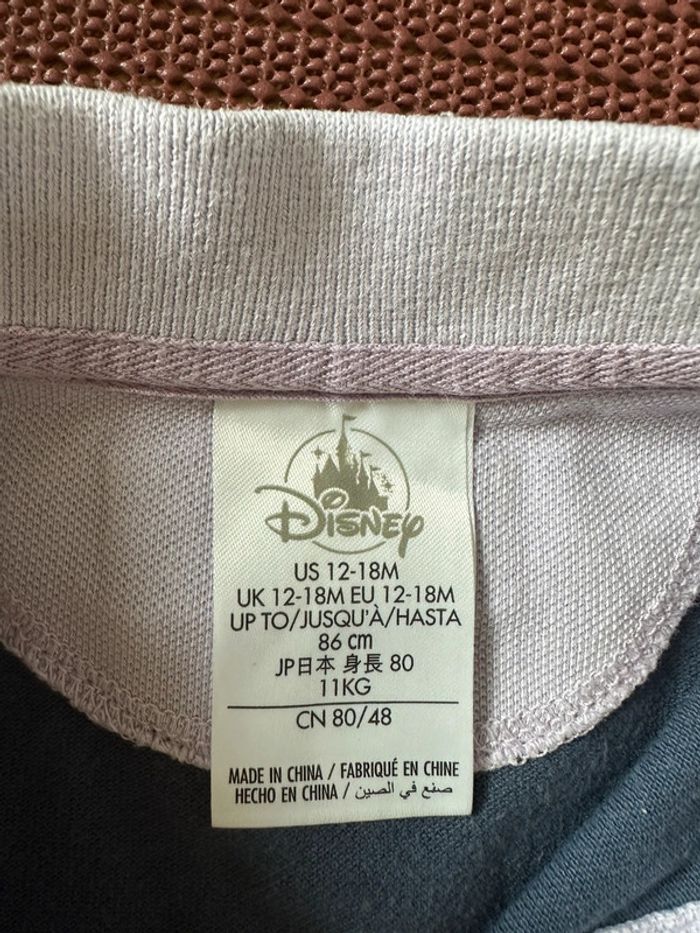 Disney
US 12-18M
UK 12-18M EU 12-18M
UP TO/JUSQU'À/HASTA
86 cm
JP日本 身長 80
11KG
CN 80/48
MADE IN CHINA / FABRIQUÉ EN CHINE
HECHO EN CHINA / صنع في الصين